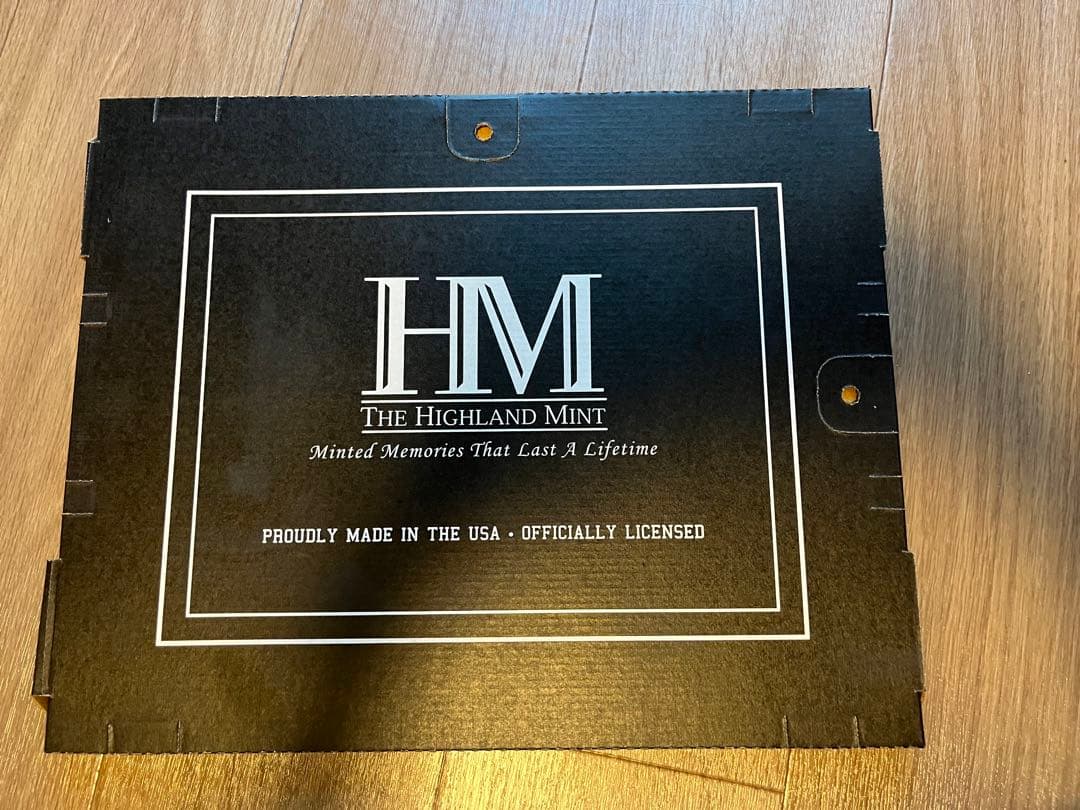 HM
THE HIGHLAND MINT
Minted Memories That Last A Lifetime
PROUDLY MADE IN THE USA • OFFICIALLY LICENSED